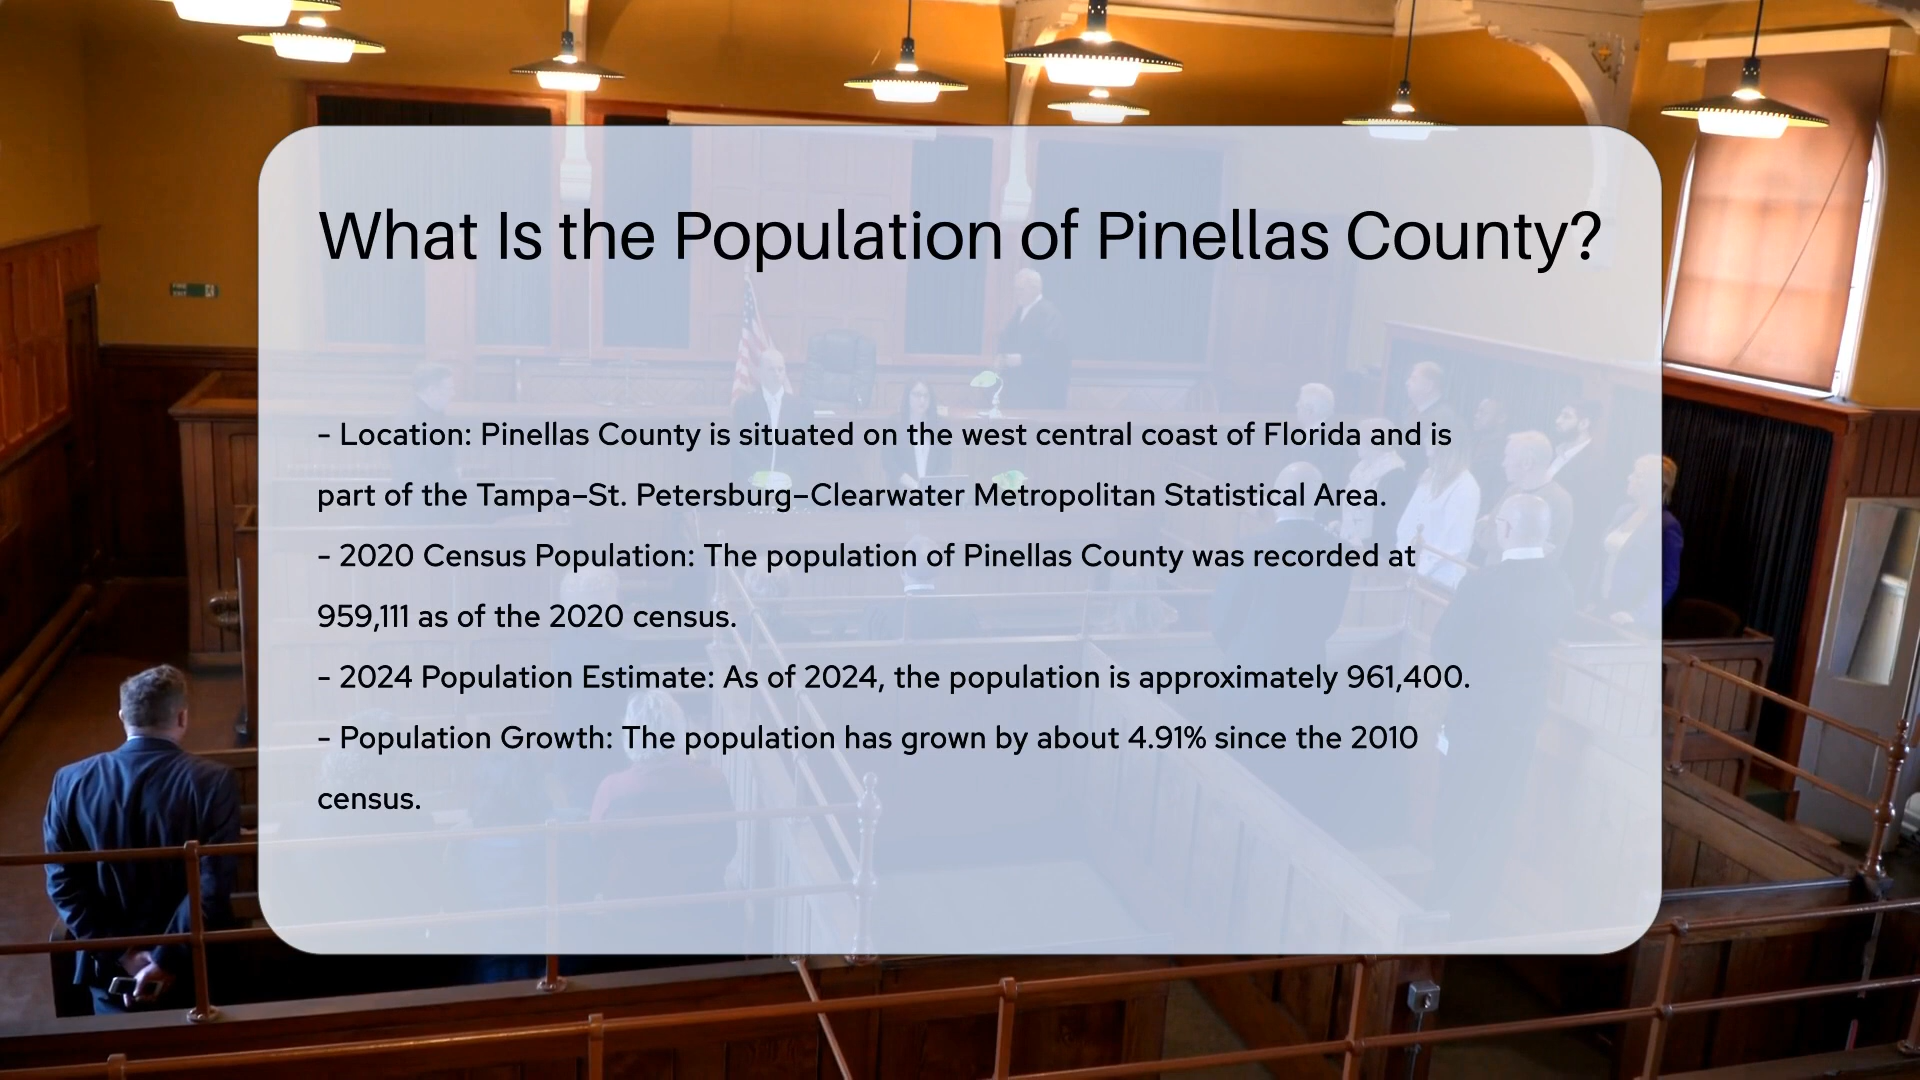 What Is the Population of Pinellas County?
- Location: Pinellas County is situated on the west central coast of Florida and is
part of the Tampa–St. Petersburg–Clearwater Metropolitan Statistical Area.
- 2020 Census Population: The population of Pinellas County was recorded at
959,111 as of the 2020 census.
- 2024 Population Estimate: As of 2024, the population is approximately 961,400.
- Population Growth: The population has grown by about 4.91% since the 2010
census.